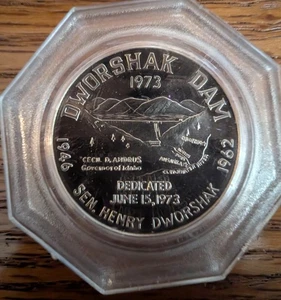 DWORSHAK DAM
1973
1946
1962
CECIL D. ANDRUS
Governor of Idaho
DEDICATED
JUNE 15, 1973
SEN. HENRY DWORSHAK